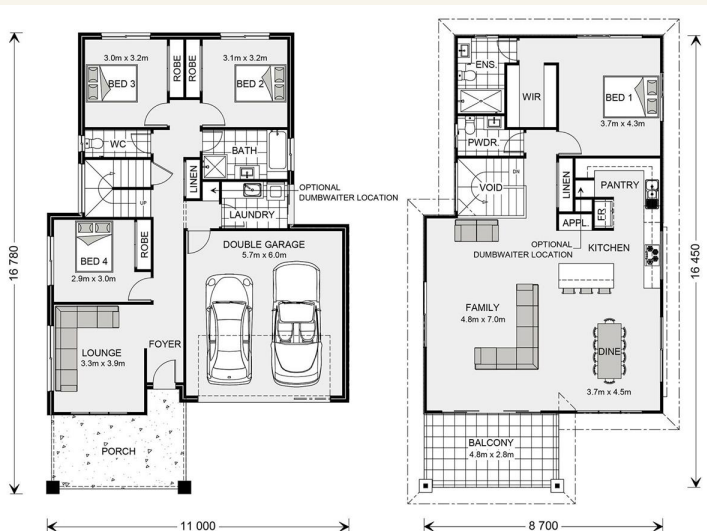 3.0m x 3.2m
BED 3
ROBE
ROBE
3.1m x 3.2m
BED 2
WC
BATH
LINEN
UP
OPTIONAL
DUMBWAITER LOCATION
LAUNDRY
BED 4
2.9m x 3.0m
ROBE
DOUBLE GARAGE
5.7m x 6.0m
LOUNGE
3.3m x 3.9m
FOYER
PORCH
16 780
11 000
ENS.
WIR
BED 1
3.7m x 4.3m
PWDR.
DN
VOID
LINEN
PANTRY
APPL.
FR
OPTIONAL
DUMBWAITER LOCATION
KITCHEN
FAMILY
4.8m x 7.0m
DINE
3.7m x 4.5m
BALCONY
4.8m x 2.8m
16 450
8 700